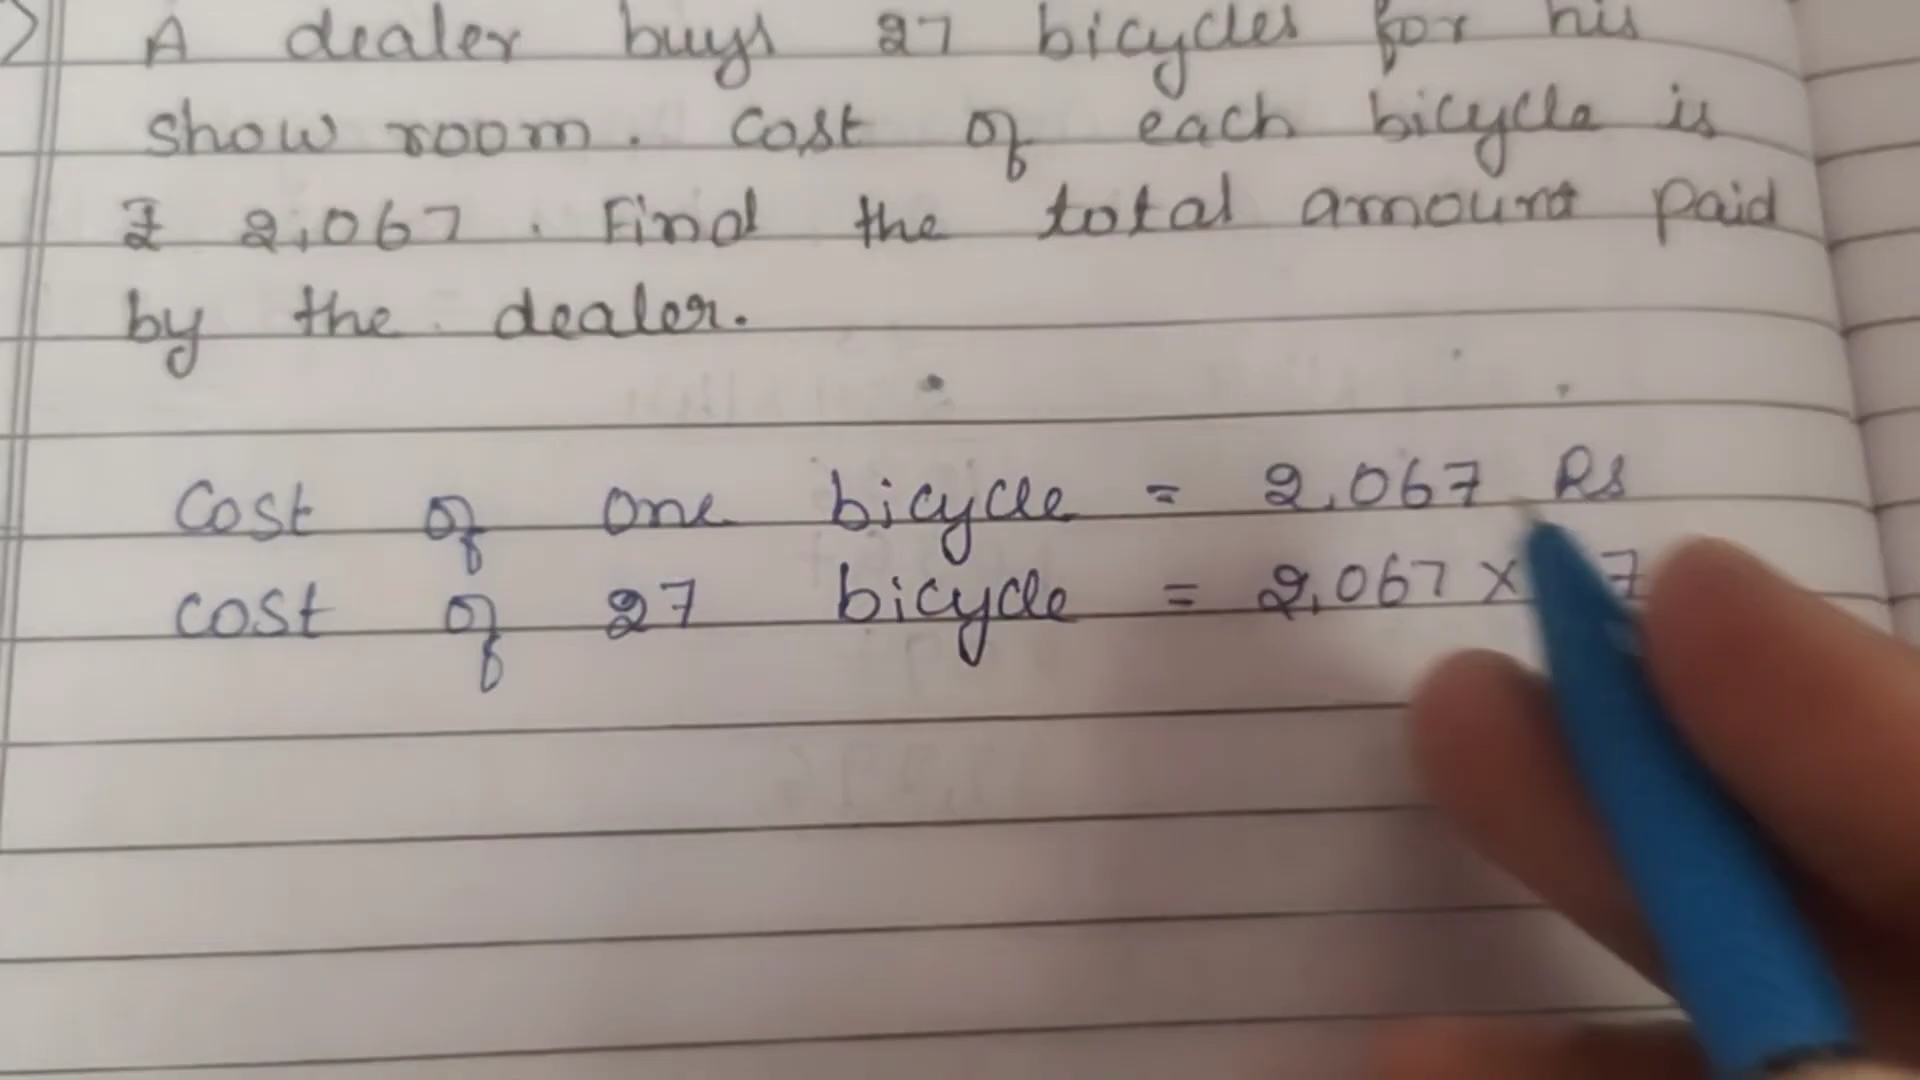 A dealer buys 27 bicycles for his
show room. Cost of each bicycle is
₹ 2,067. Find the total amount paid
by the dealer.
Cost of one bicycle = 2,067 Rs
Cost of 27 bicycle = 2,067 × 7